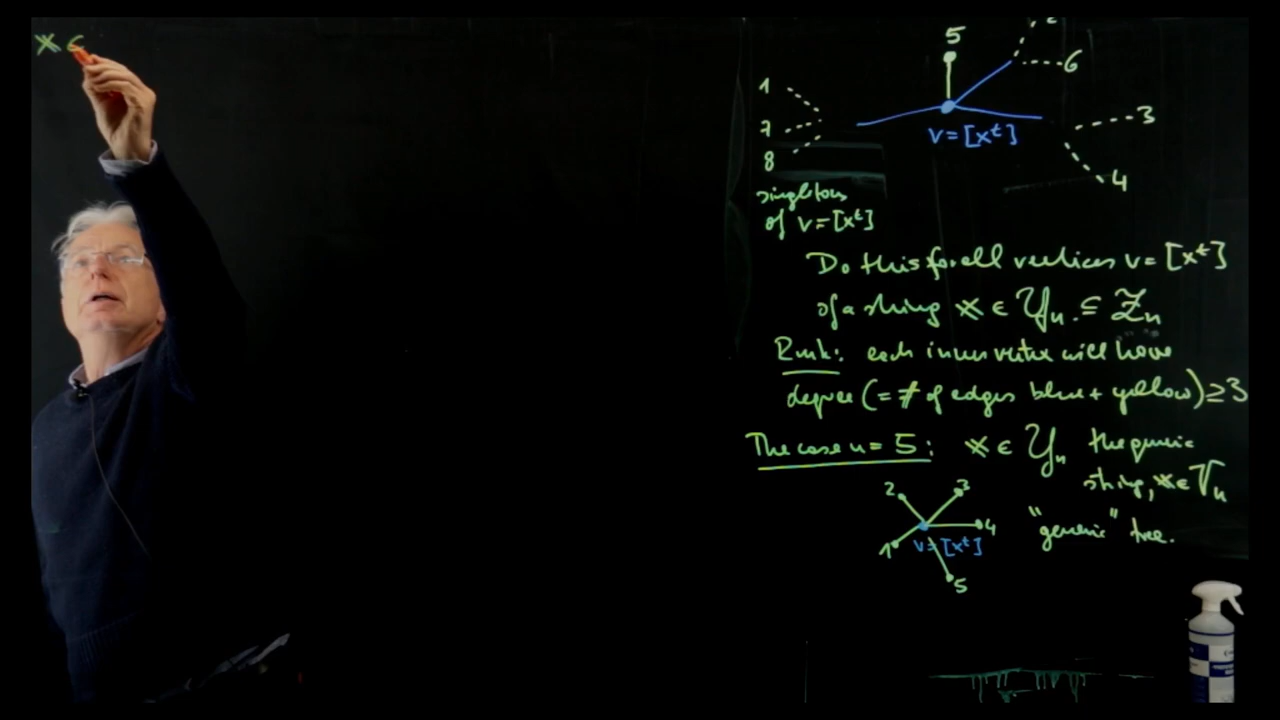 x ∈
2
5
6
1
7
8
3
4
v = [x^t]
singletons
of v = [x^t]
Do this for all vertices v = [x^t]
of a string x ∈ Y_n ⊆ Z_n
Rmk: each inner vertex will have
degree (= # of edges blue + yellow) ≥ 3
The case n = 5: x ∈ Y_n the generic
string, x ∈ V_n
2 3
4
"generic" tree.
1 v = [x^t]
5